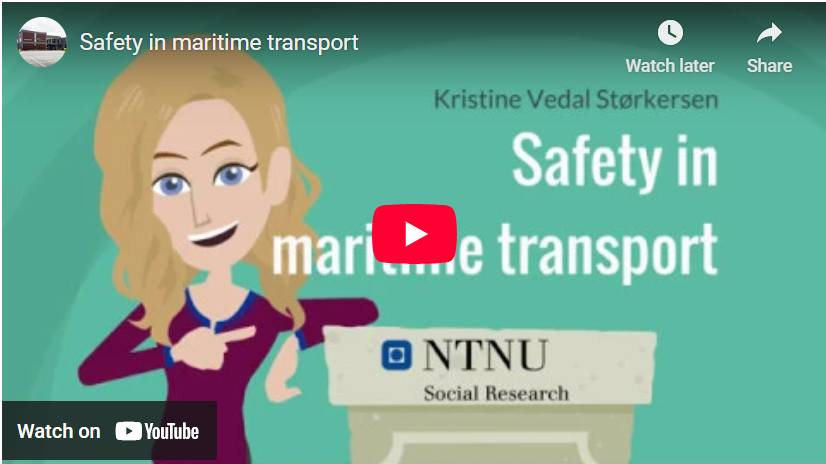 Safety in maritime transport
Watch later
Share
Kristine Vedal Størkersen
Safety in
maritime transport
NTNU
Social Research
Watch on YouTube